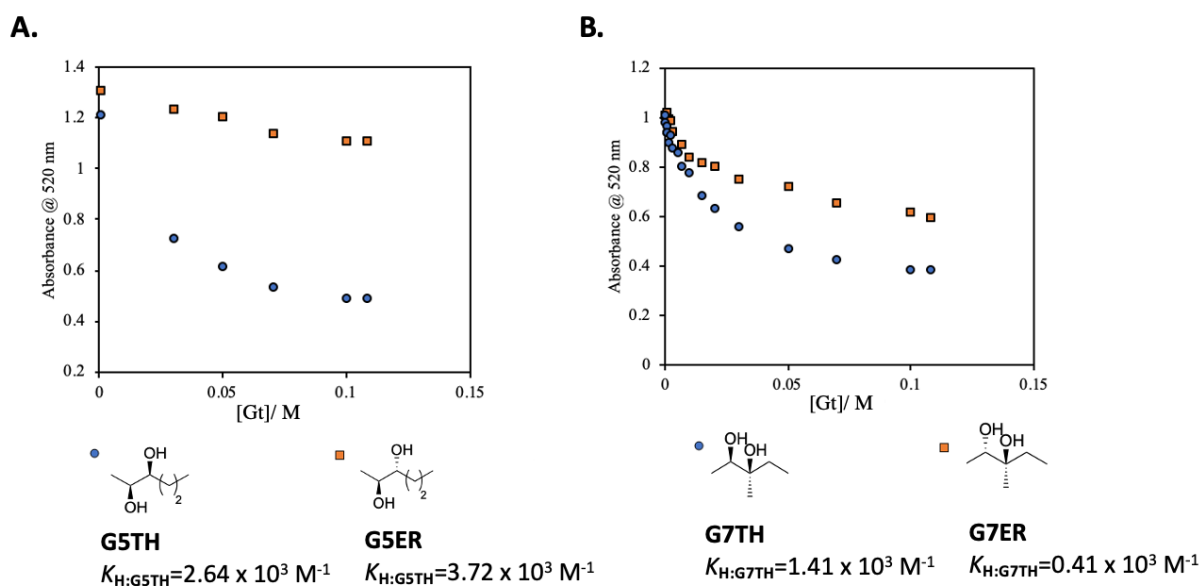 A.
B.
1.4
1.2
1
0.8
0.6
0.4
0.2
0
0.05
0.1
0.15
Absorbance @ 520 nm
[Gt]/ M
1.2
1
0.8
0.6
0.4
0.2
0
0
0.05
0.1
0.15
Absorbance @ 520 nm
[Gt]/ M
OH
OH
2
OH
OH
2
OH
OH
OH
OH
G5TH
G5ER
G7TH
G7ER
K_H:G5TH=2.64 x 10³ M⁻¹
K_H:G5TH=3.72 x 10³ M⁻¹
K_H:G7TH=1.41 x 10³ M⁻¹
K_H:G7TH=0.41 x 10³ M⁻¹